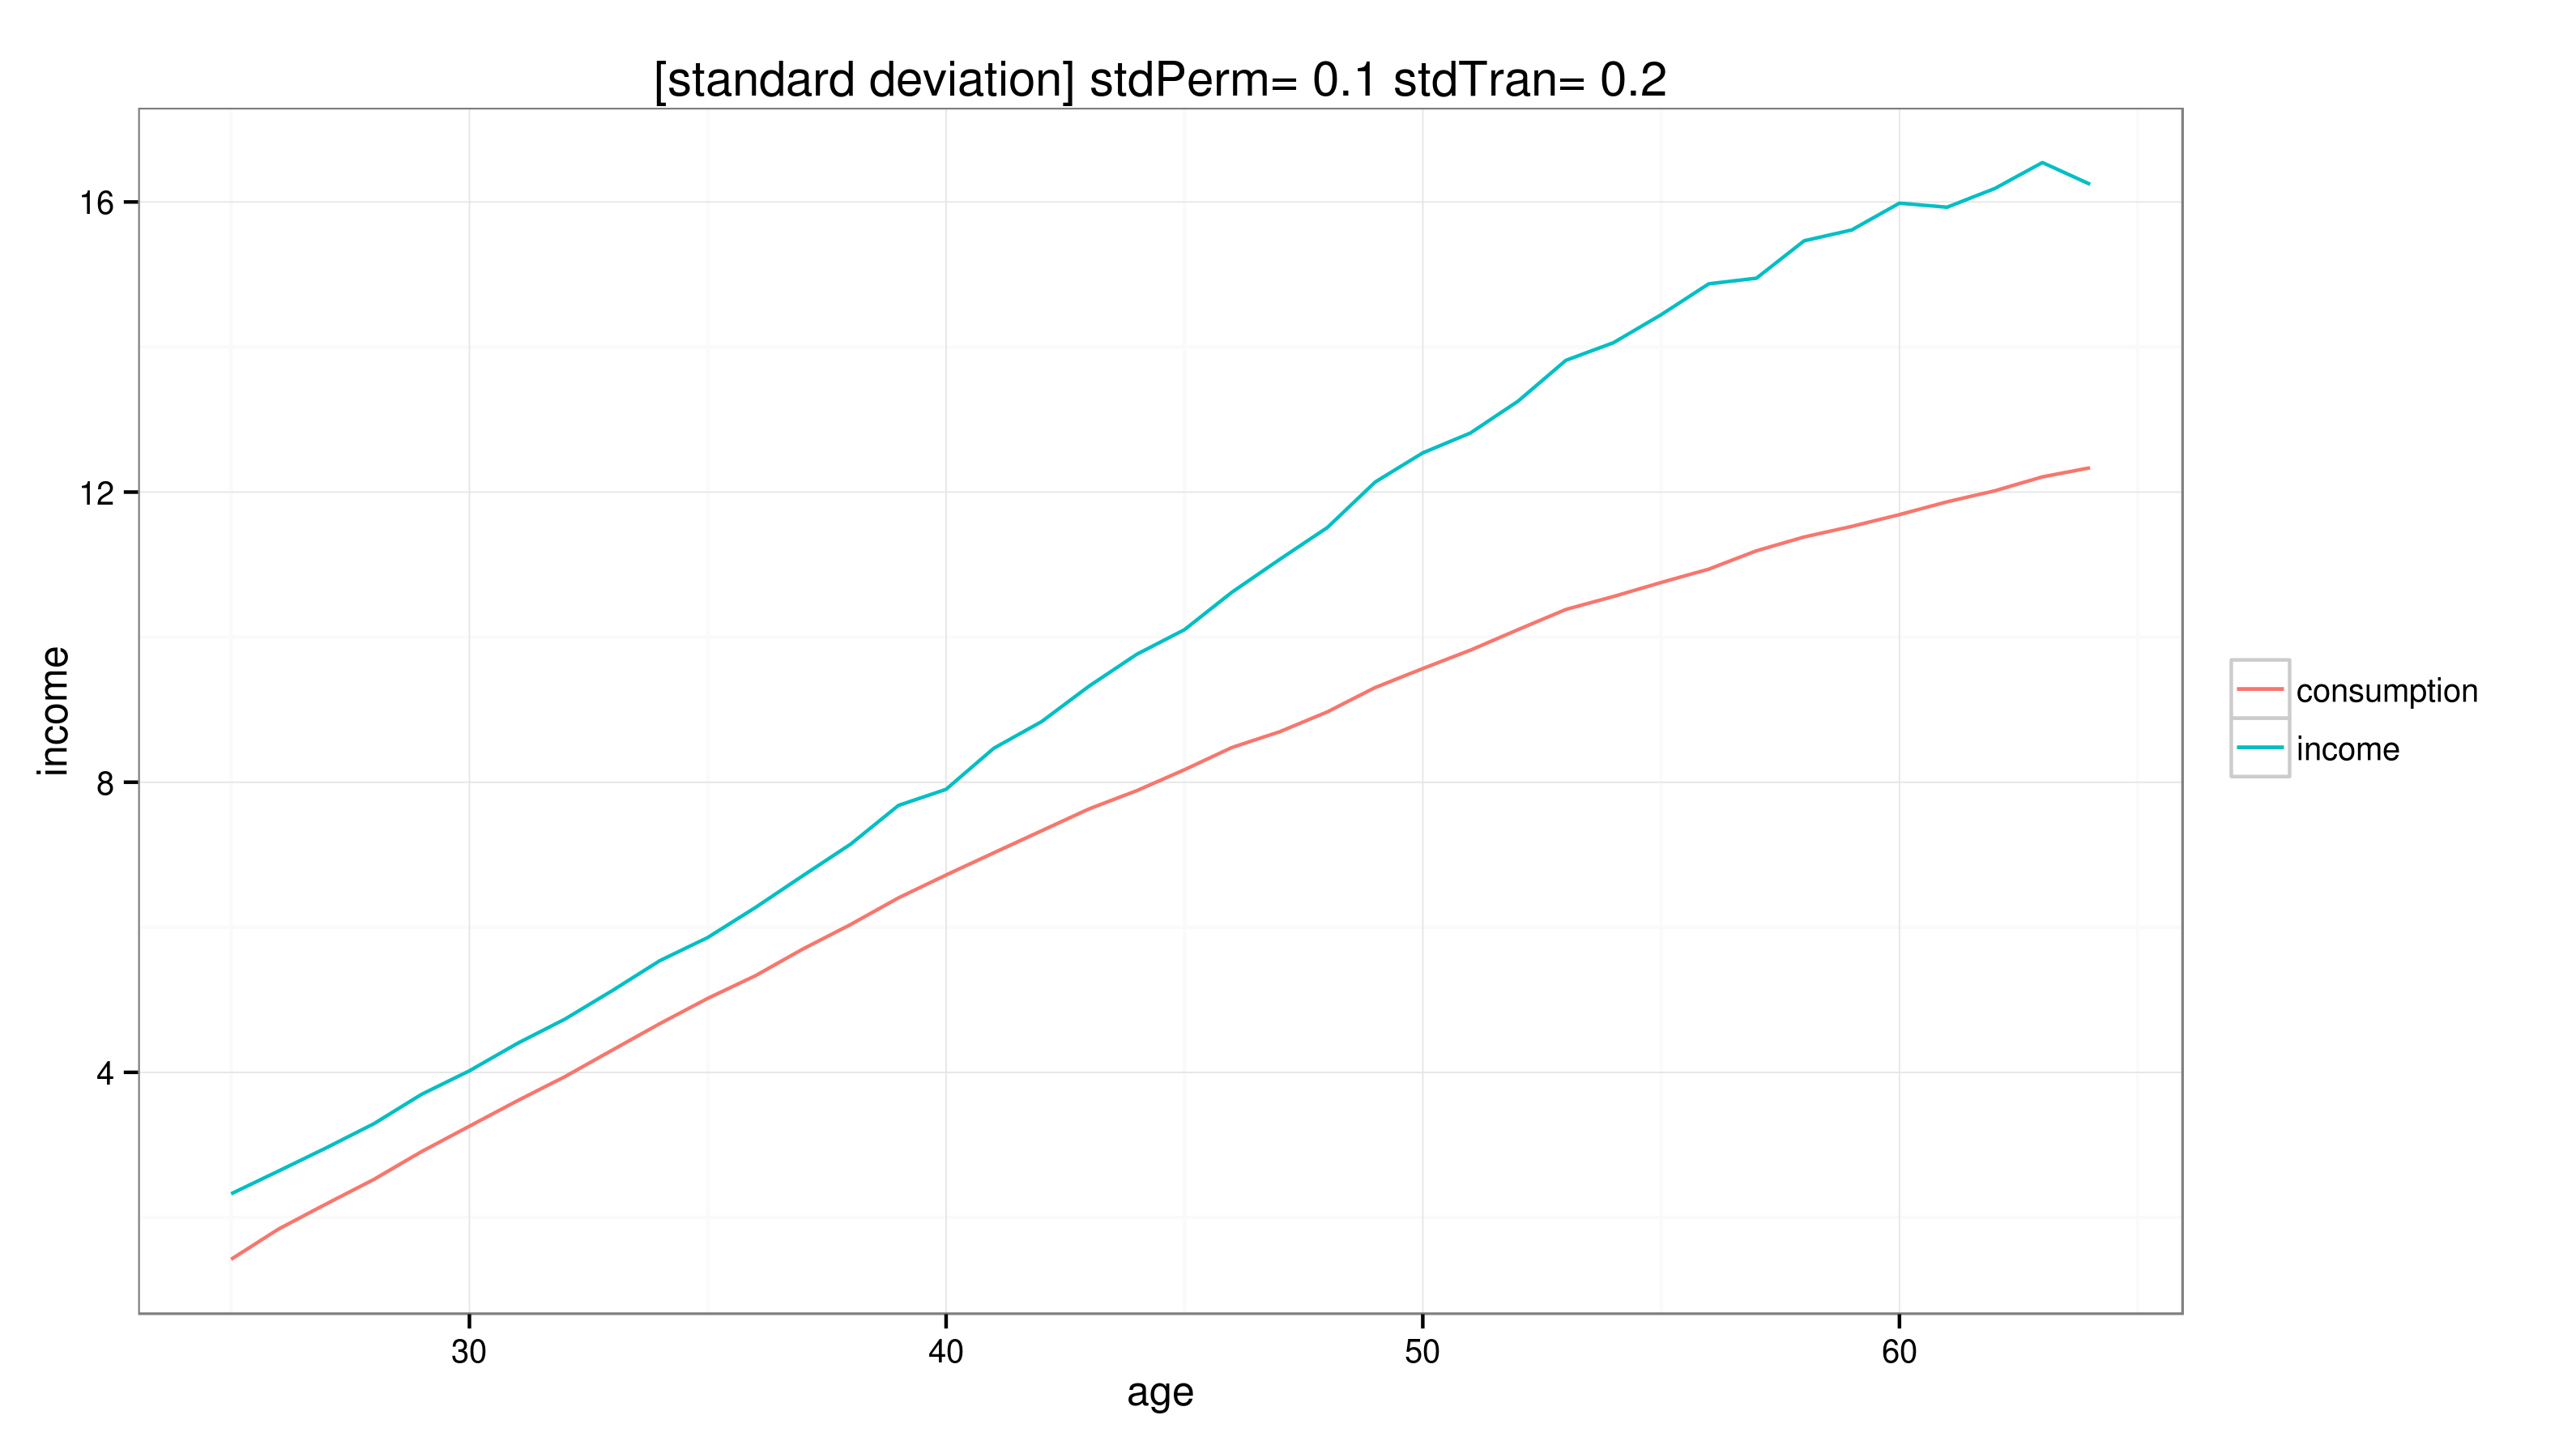 [standard deviation] stdPerm= 0.1 stdTran= 0.2
income
16
12
8
4
30
40
50
60
age
consumption
income